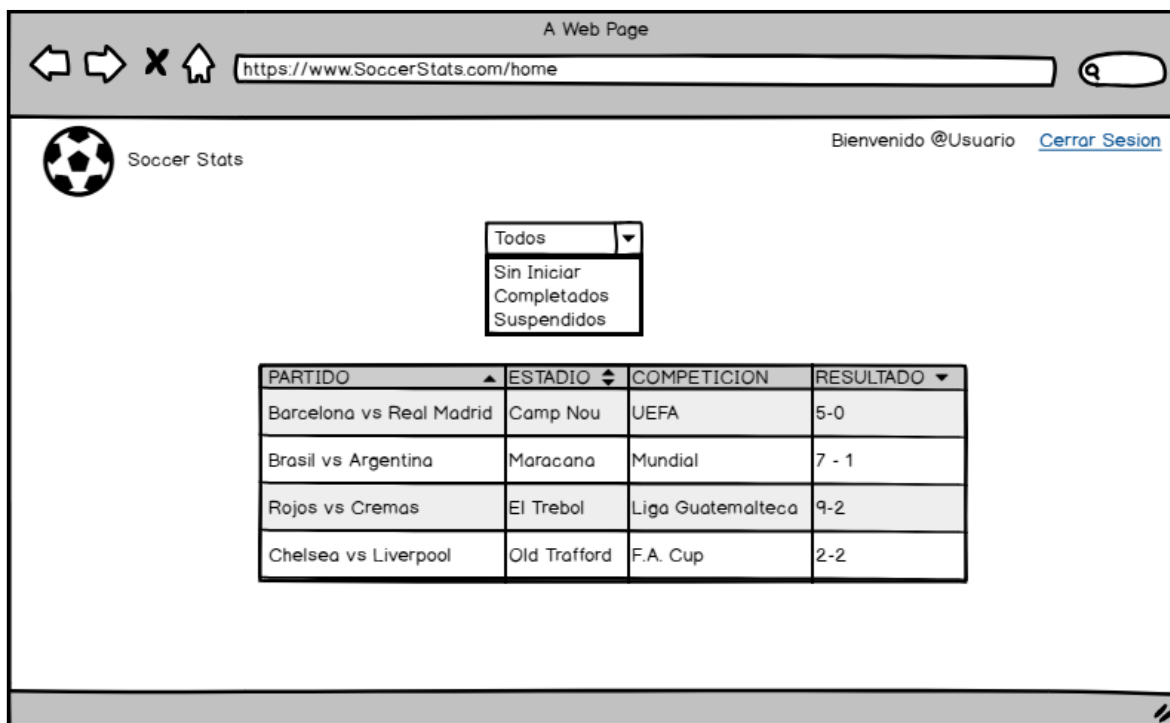 A Web Page
https://www.SoccerStats.com/home
Bienvenido @Usuario Cerrar Sesion
Soccer Stats
Todos
Sin Iniciar
Completados
Suspendidos
PARTIDO ESTADIO COMPETICION RESULTADO
Barcelona vs Real Madrid Camp Nou UEFA 5-0
Brasil vs Argentina Maracana Mundial 7 - 1
Rojos vs Cremas El Trebol Liga Guatemalteca 9-2
Chelsea vs Liverpool Old Trafford F.A. Cup 2-2